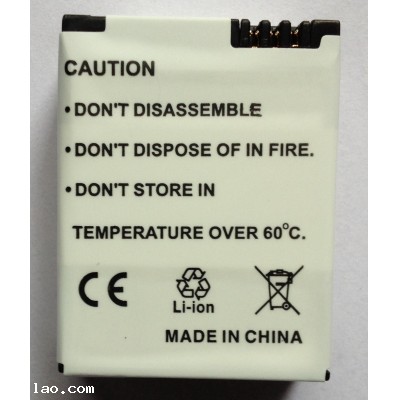 CAUTION
•DON'T DISASSEMBLE
•DON'T DISPOSE OF IN FIRE.
•DON'T STORE IN
TEMPERATURE OVER 60°C.
CE
Li-ion
MADE IN CHINA
lao.com